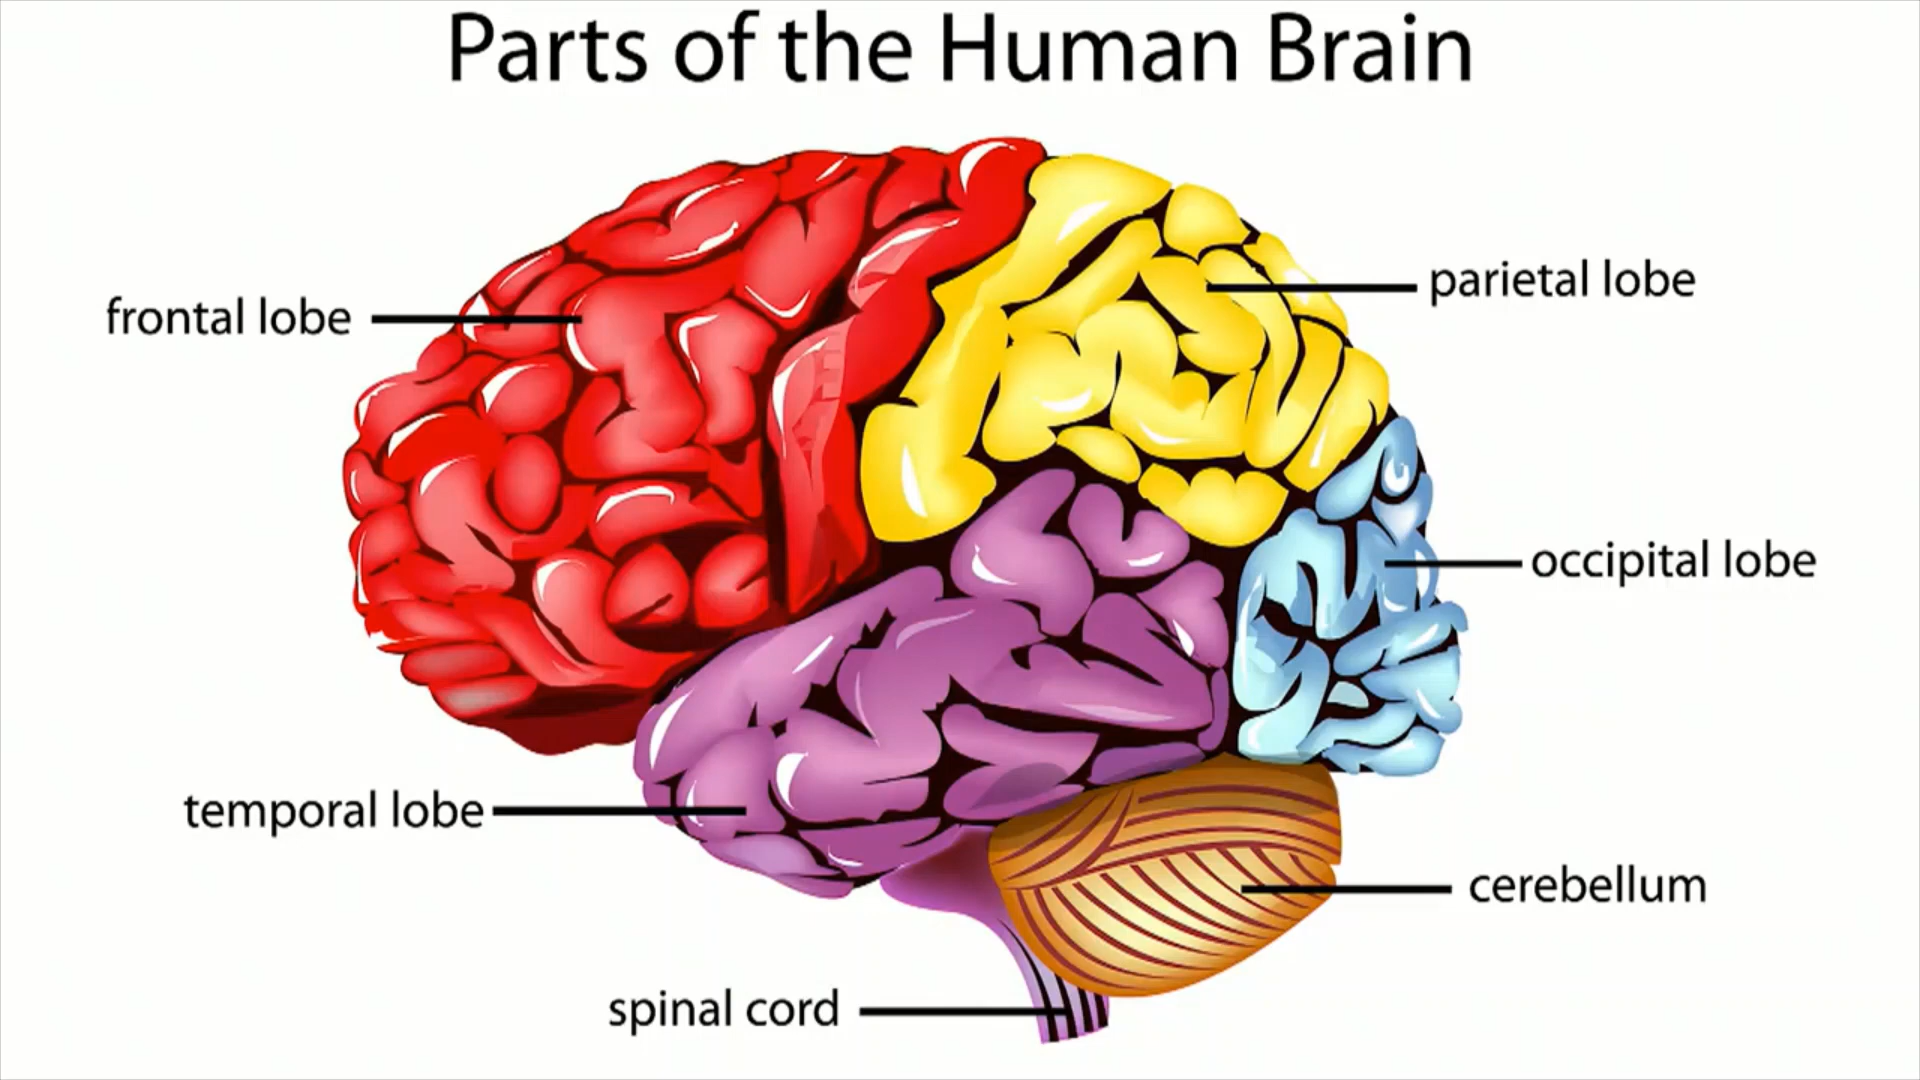 Parts of the Human Brain
frontal lobe
parietal lobe
occipital lobe
temporal lobe
cerebellum
spinal cord